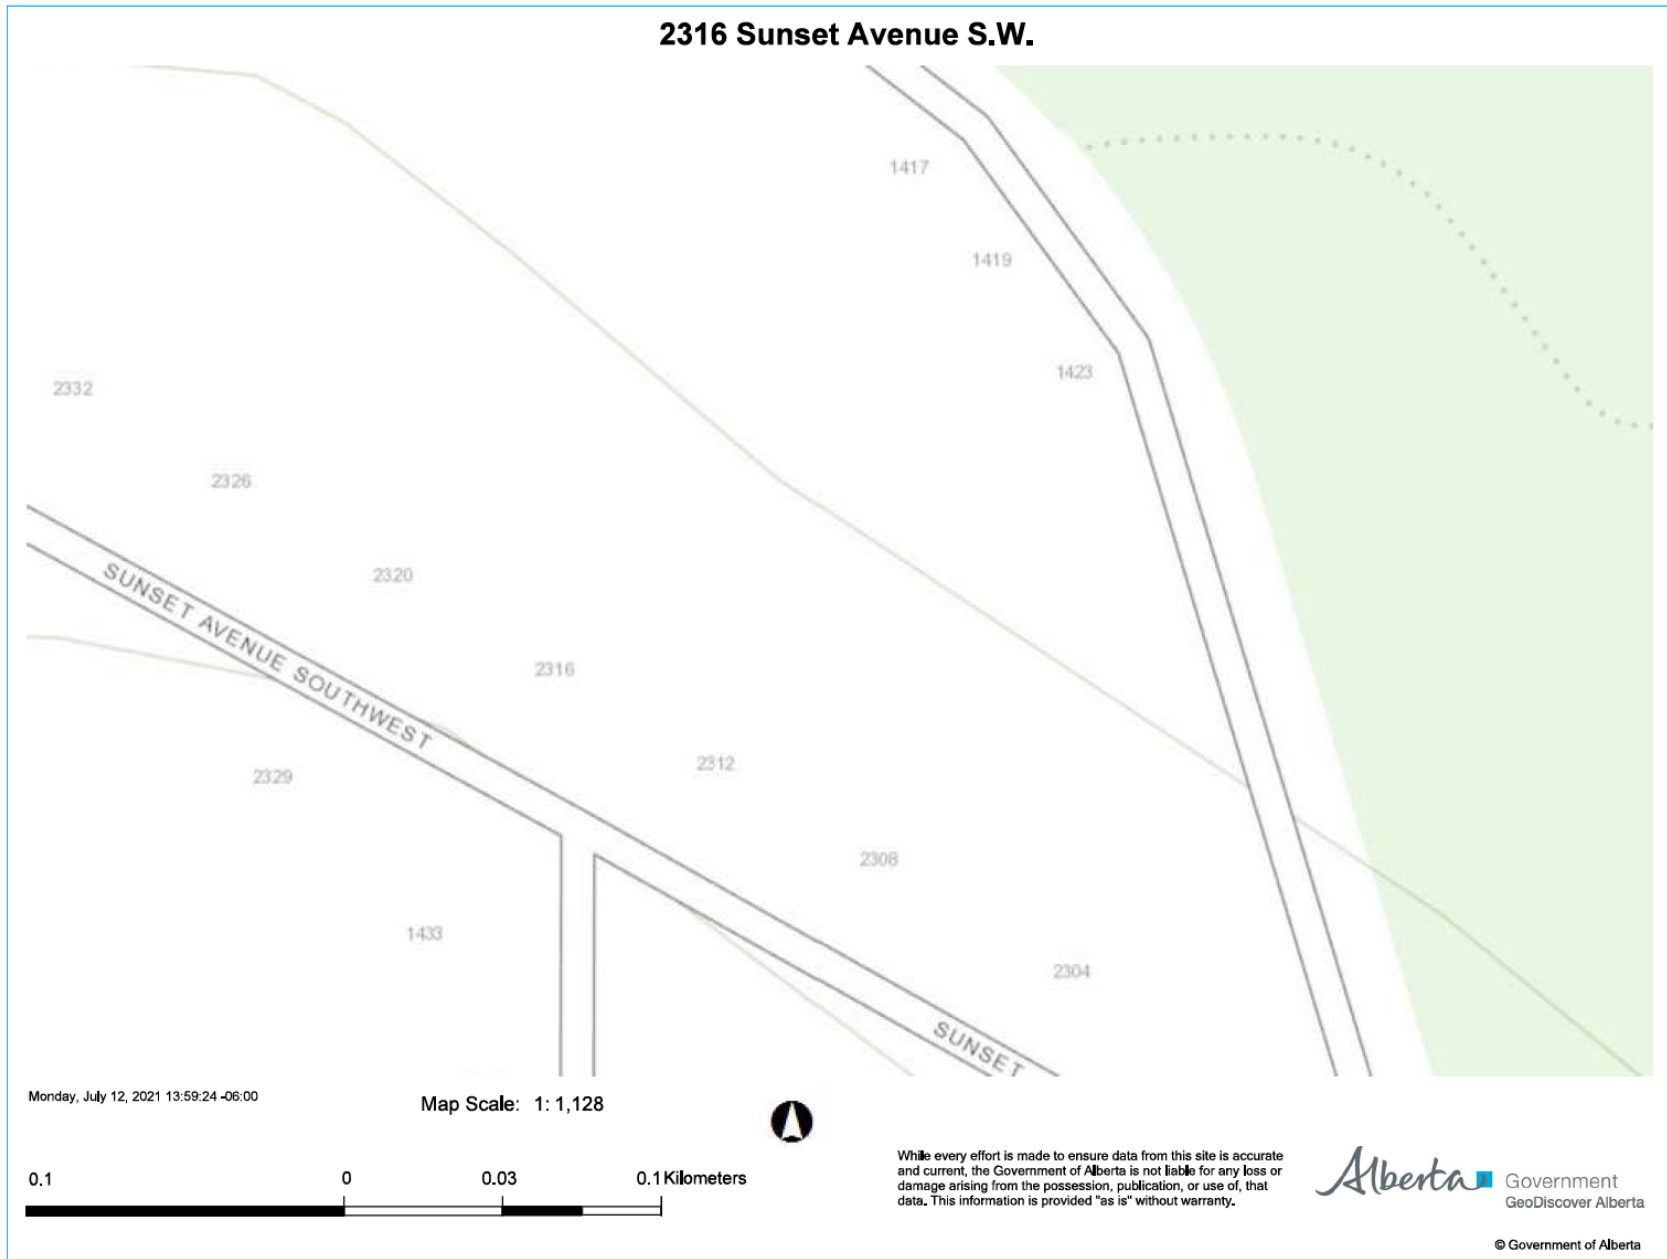 2316 Sunset Avenue S.W.
1417
1419
1423
2332
2326
2320
SUNSET AVENUE SOUTHWEST
2316
2329
2312
2308
1433
2304
SUNSET
Monday, July 12, 2021 13:59:24 -06:00
Map Scale: 1: 1,128
0.1 0 0.03 0.1 Kilometers
While every effort is made to ensure data from this site is accurate
and current, the Government of Alberta is not liable for any loss or
damage arising from the possession, publication, or use of, that
data. This information is provided "as is" without warranty.
Alberta Government
GeoDiscover Alberta
© Government of Alberta